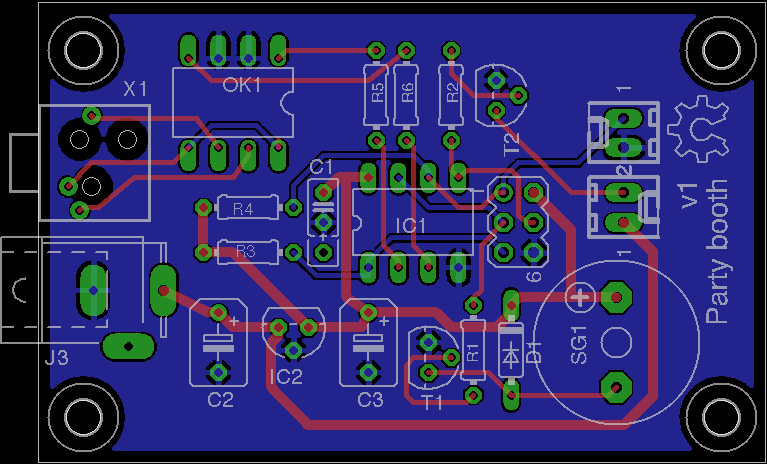 X1
OK1
R5
R6
R2
T2
1
2
C1
R4
IC1
R3
6
1
v1
Party booth
J3
+
C2
IC2
+
C3
T1
R1
D1
+
SG1